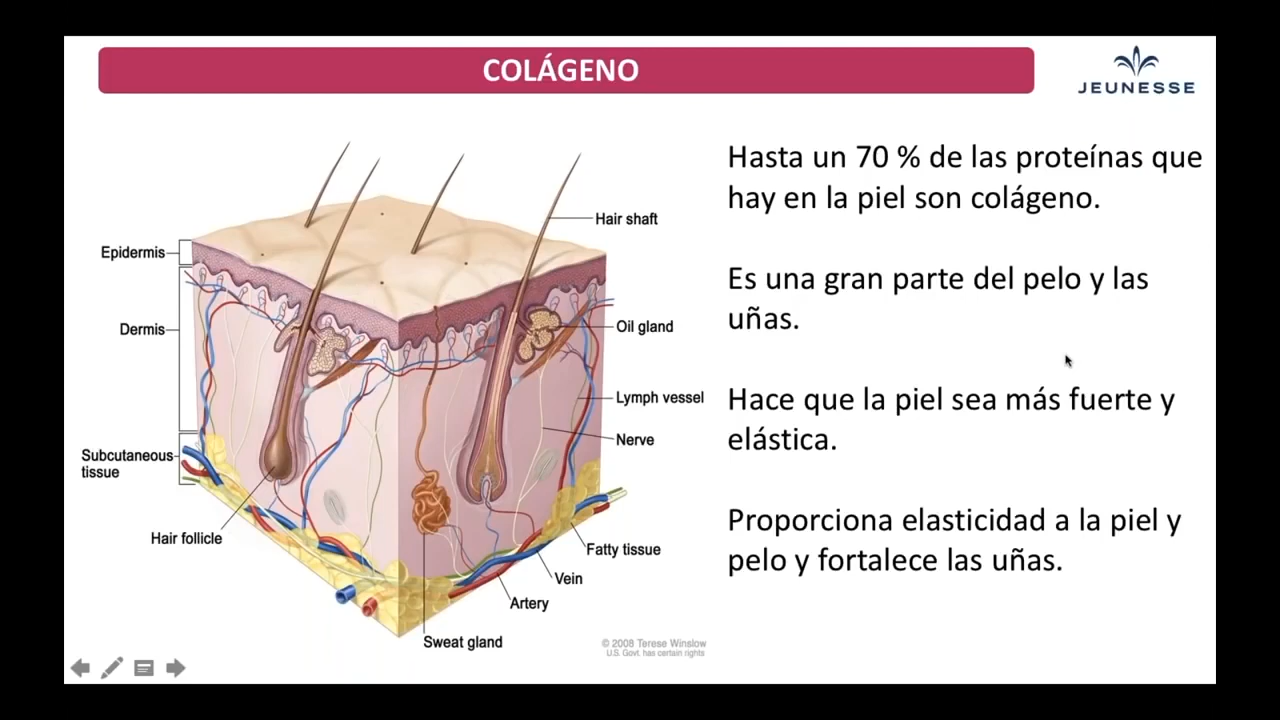 COLÁGENO
JEUNESSE
Hair shaft
Epidermis
Oil gland
Dermis
Lymph vessel
Nerve
Subcutaneous
tissue
Hair follicle
Fatty tissue
Vein
Artery
Sweat gland
© 2008 Terese Winslow
U.S. Govt. has certain rights
Hasta un 70 % de las proteínas que
hay en la piel son colágeno.
Es una gran parte del pelo y las
uñas.
Hace que la piel sea más fuerte y
elástica.
Proporciona elasticidad a la piel y
pelo y fortalece las uñas.